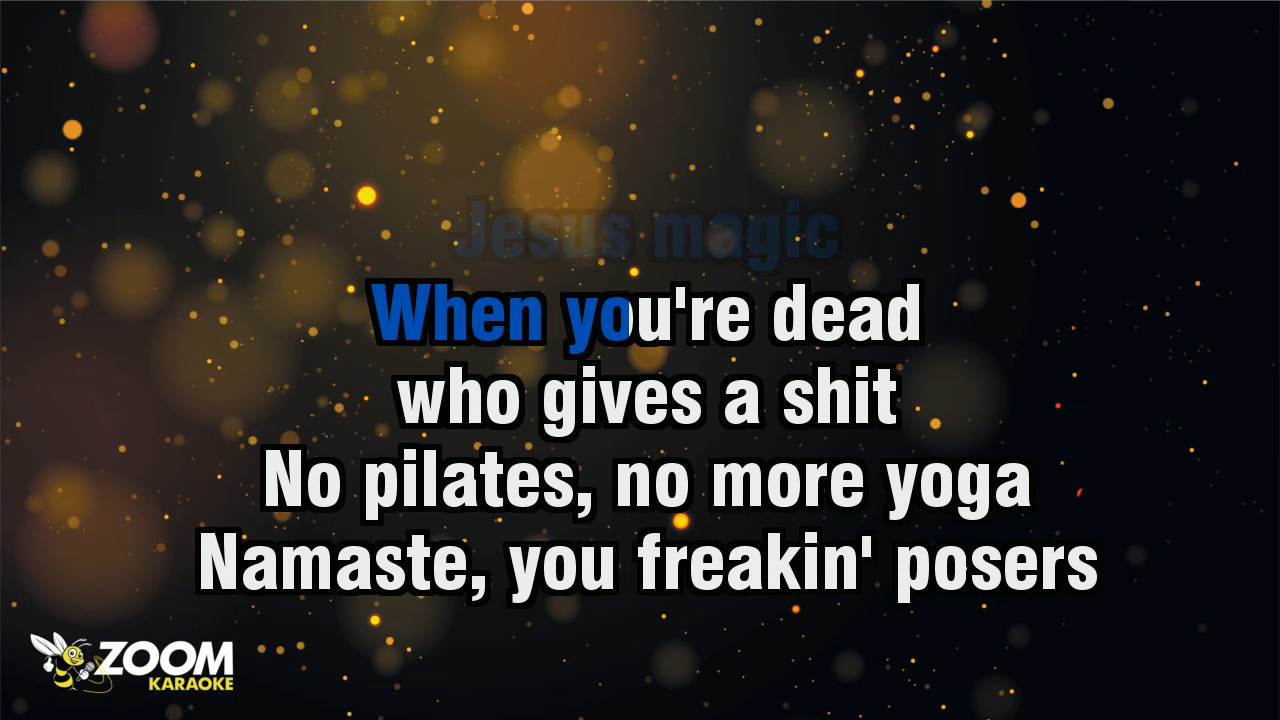 Jesus magic
When you're dead
who gives a shit
No pilates, no more yoga
Namaste, you freakin' posers
ZOOM
KARAOKE